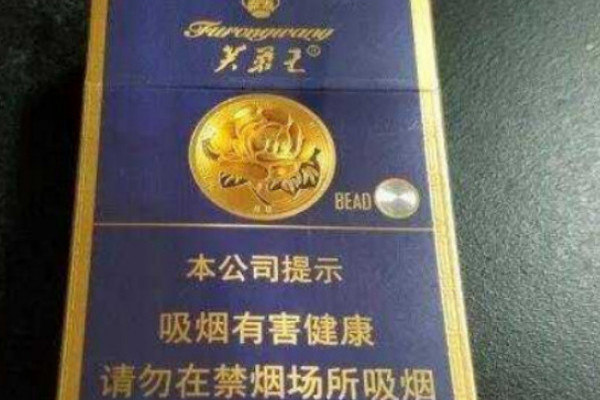 Furongwang
芙蓉王®
BEAD
本公司提示
吸烟有害健康
请勿在禁烟场所吸烟